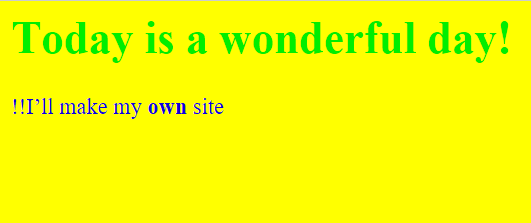 Today is a wonderful day!
!!I’ll make my own site